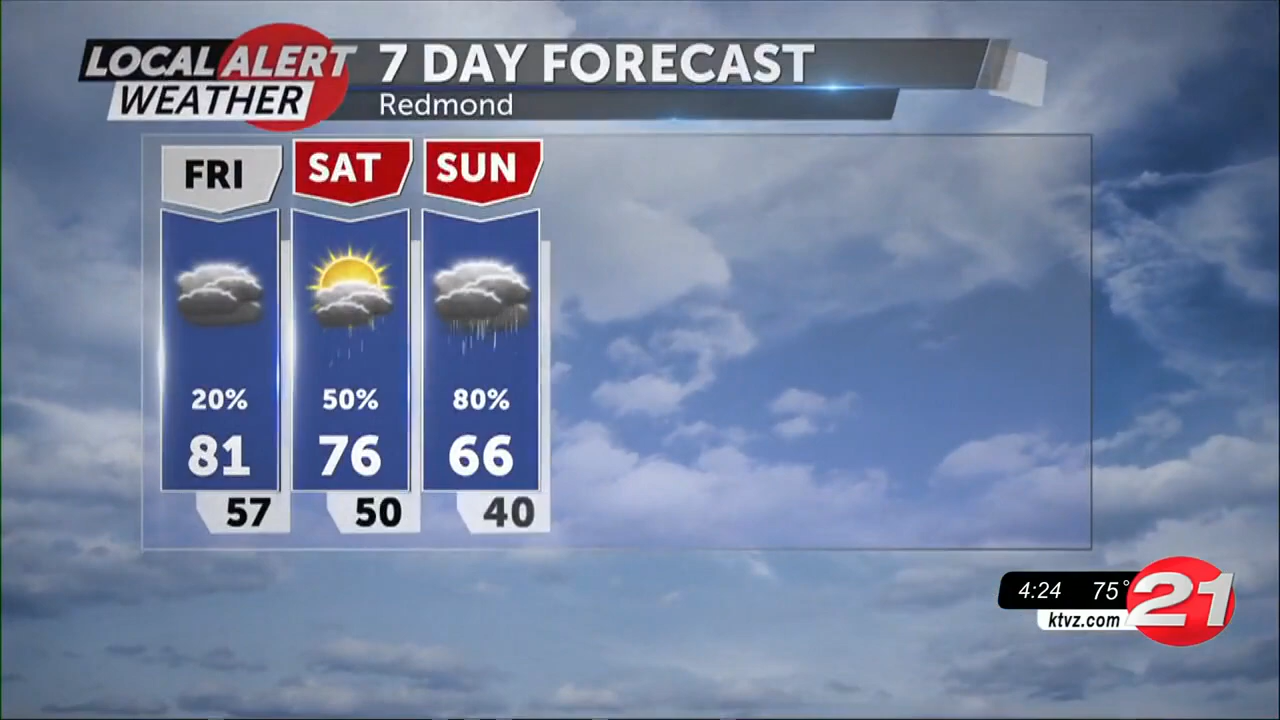 LOCAL ALERT
WEATHER
7 DAY FORECAST
Redmond
FRI SAT SUN
20% 50% 80%
81 76 66
57 50 40
4:24 75°
ktvz.com
21